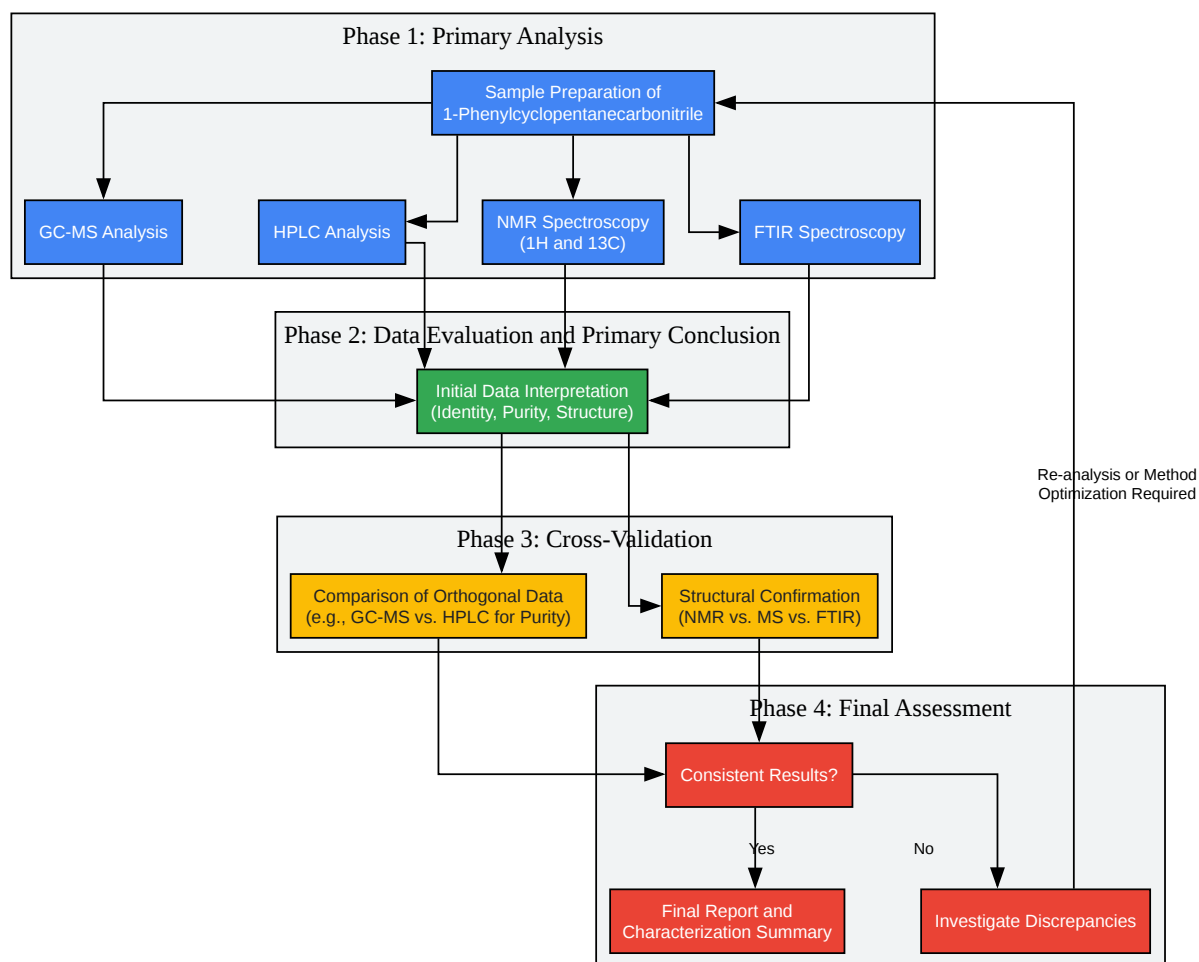 Phase 1: Primary Analysis
Sample Preparation of
1-Phenylcyclopentanecarbonitrile
GC-MS Analysis
HPLC Analysis
NMR Spectroscopy
(1H and 13C)
FTIR Spectroscopy
Phase 2: Data Evaluation and Primary Conclusion
Initial Data Interpretation
(Identity, Purity, Structure)
Re-analysis or Method
Optimization Required
Phase 3: Cross-Validation
Comparison of Orthogonal Data
(e.g., GC-MS vs. HPLC for Purity)
Structural Confirmation
(NMR vs. MS vs. FTIR)
Phase 4: Final Assessment
Consistent Results?
Yes
No
Final Report and
Characterization Summary
Investigate Discrepancies